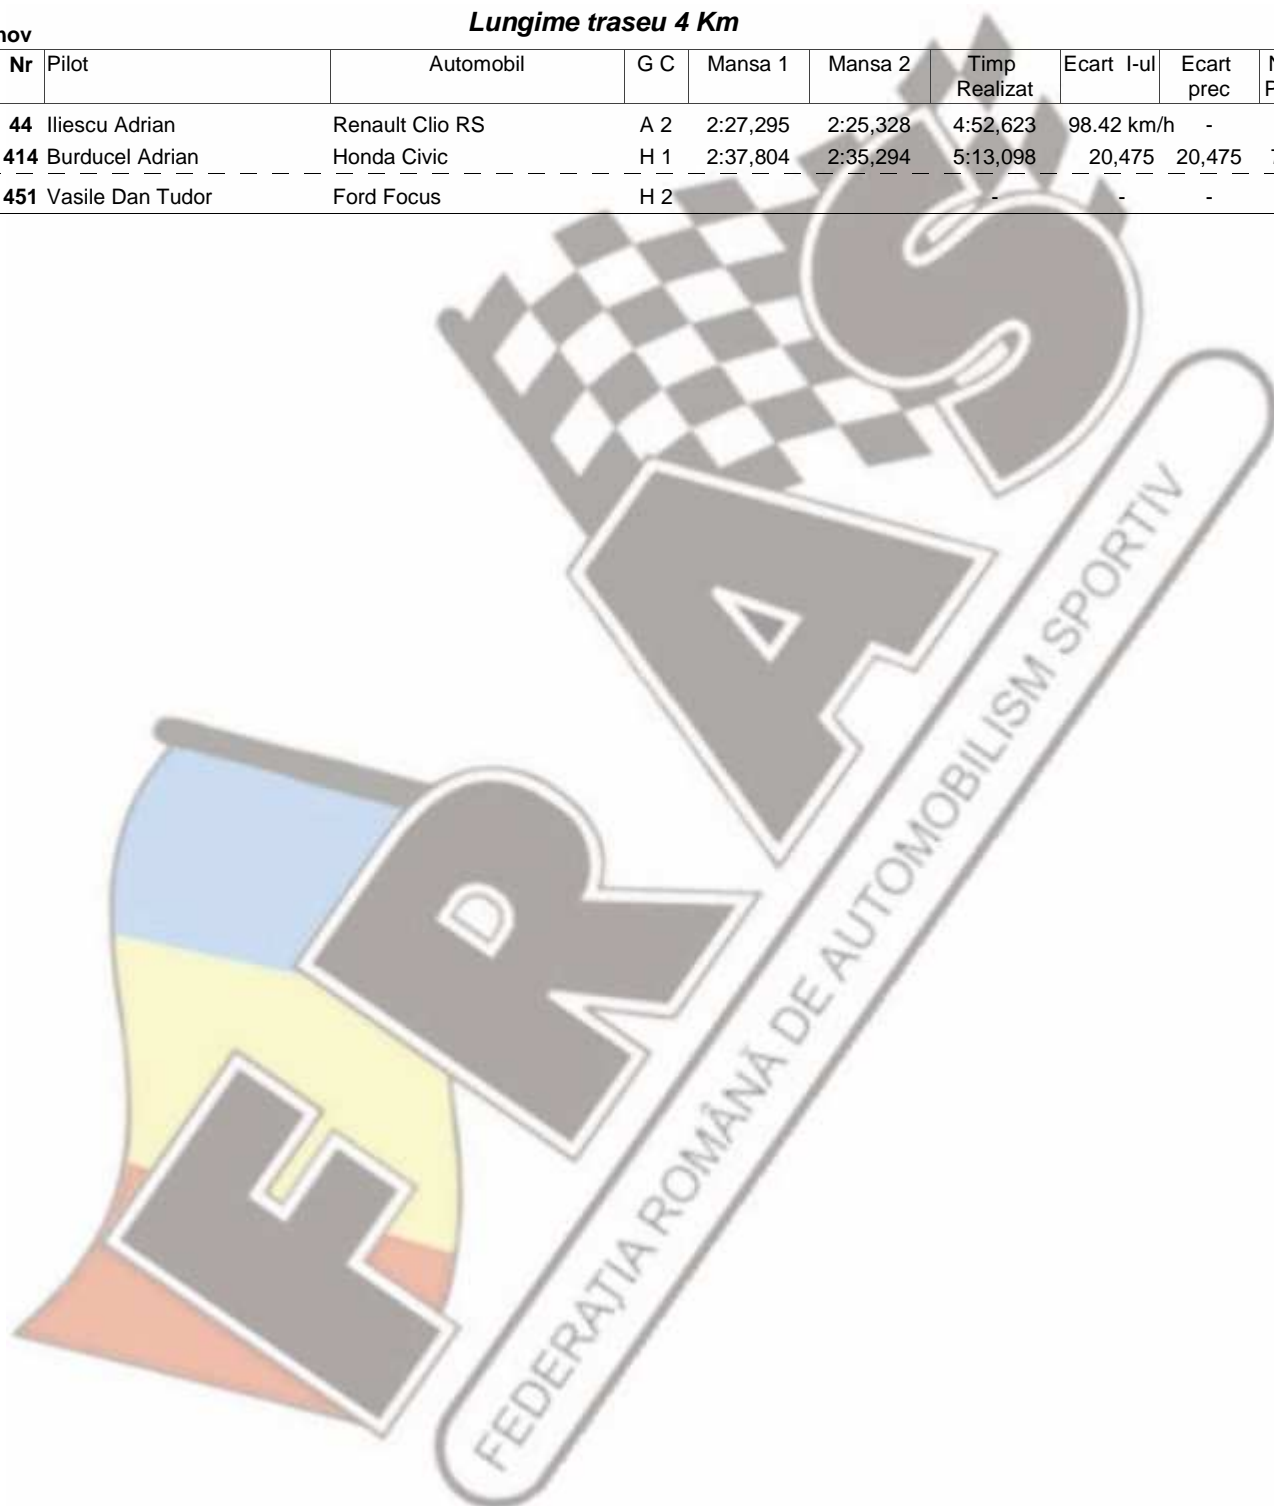 Lungime traseu 4 Km
nov
Nr Pilot Automobil G C Mansa 1 Mansa 2 Timp Realizat Ecart I-ul Ecart prec
44 Iliescu Adrian Renault Clio RS A 2 2:27,295 2:25,328 4:52,623 98.42 km/h -
414 Burducel Adrian Honda Civic H 1 2:37,804 2:35,294 5:13,098 20,475 20,475
451 Vasile Dan Tudor Ford Focus H 2 - - -
FRAS
FEDERAŢIA ROMÂNĂ DE AUTOMOBILISM SPORTIV